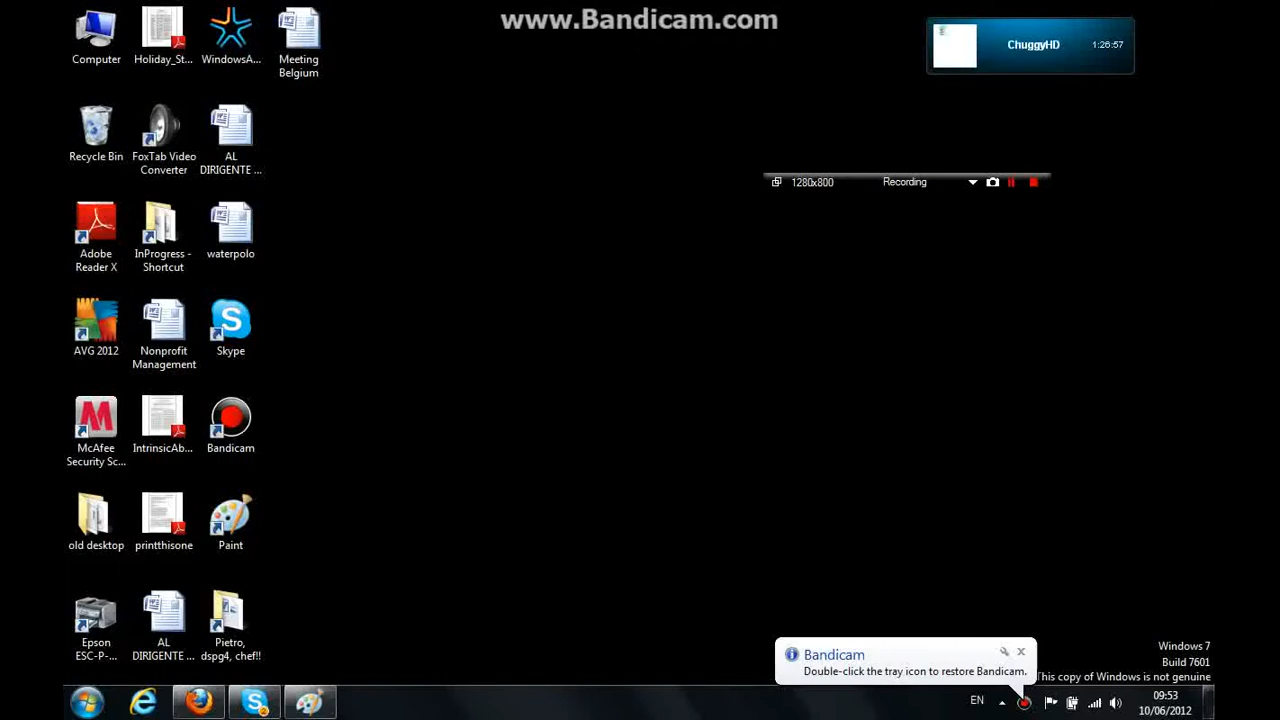 www.Bandicam.com
ChuggyHD
1:26:57
1280x800
Recording
Computer
Holiday_St...
WindowsA...
Meeting
Belgium
Recycle Bin
FoxTab Video
Converter
AL
DIRIGENTE ...
Adobe
Reader X
InProgress -
Shortcut
waterpolo
AVG 2012
Nonprofit
Management
Skype
McAfee
Security Sc...
IntrinsicAb...
Bandicam
old desktop
printthisone
Paint
Epson
ESC-P-...
AL
DIRIGENTE ...
Pietro,
dspg4, chef!!
Bandicam
Double-click the tray icon to restore Bandicam.
Windows 7
Build 7601
This copy of Windows is not genuine
EN
09:53
10/06/2012